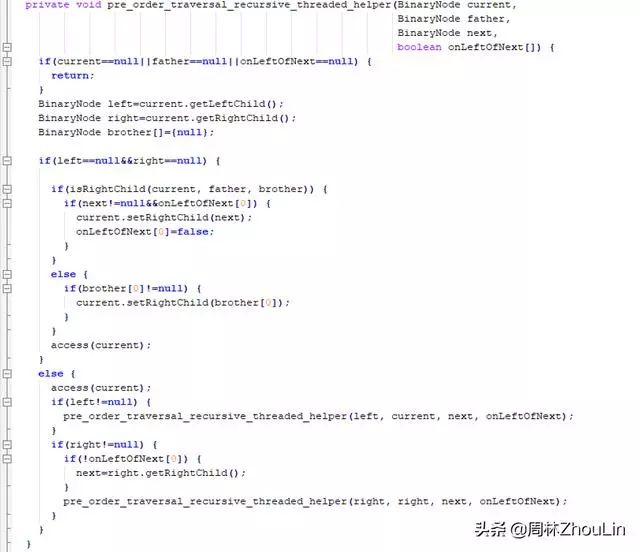 private void pre_order_traversal_recursive_threaded_helper(BinaryNode current,
BinaryNode father,
BinaryNode next,
boolean onLeftOfNext[]) {
if(current==null||father==null||onLeftOfNext==null) {
return;
}
BinaryNode left=current.getLeftChild();
BinaryNode right=current.getRightChild();
BinaryNode brother[]={null};
if(left==null&&right==null) {
if(isRightChild(current, father, brother)) {
if(next!=null&&onLeftOfNext[0]) {
current.setRightChild(next);
onLeftOfNext[0]=false;
}
}
else {
if(brother[0]!=null) {
current.setRightChild(brother[0]);
}
}
access(current);
}
else {
access(current);
if(left!=null) {
pre_order_traversal_recursive_threaded_helper(left, current, next, onLeftOfNext);
}
if(right!=null) {
if(!onLeftOfNext[0]) {
next=right.getRightChild();
}
pre_order_traversal_recursive_threaded_helper(right, right, next, onLeftOfNext);
}
}
}
头条 @周林ZhouLin